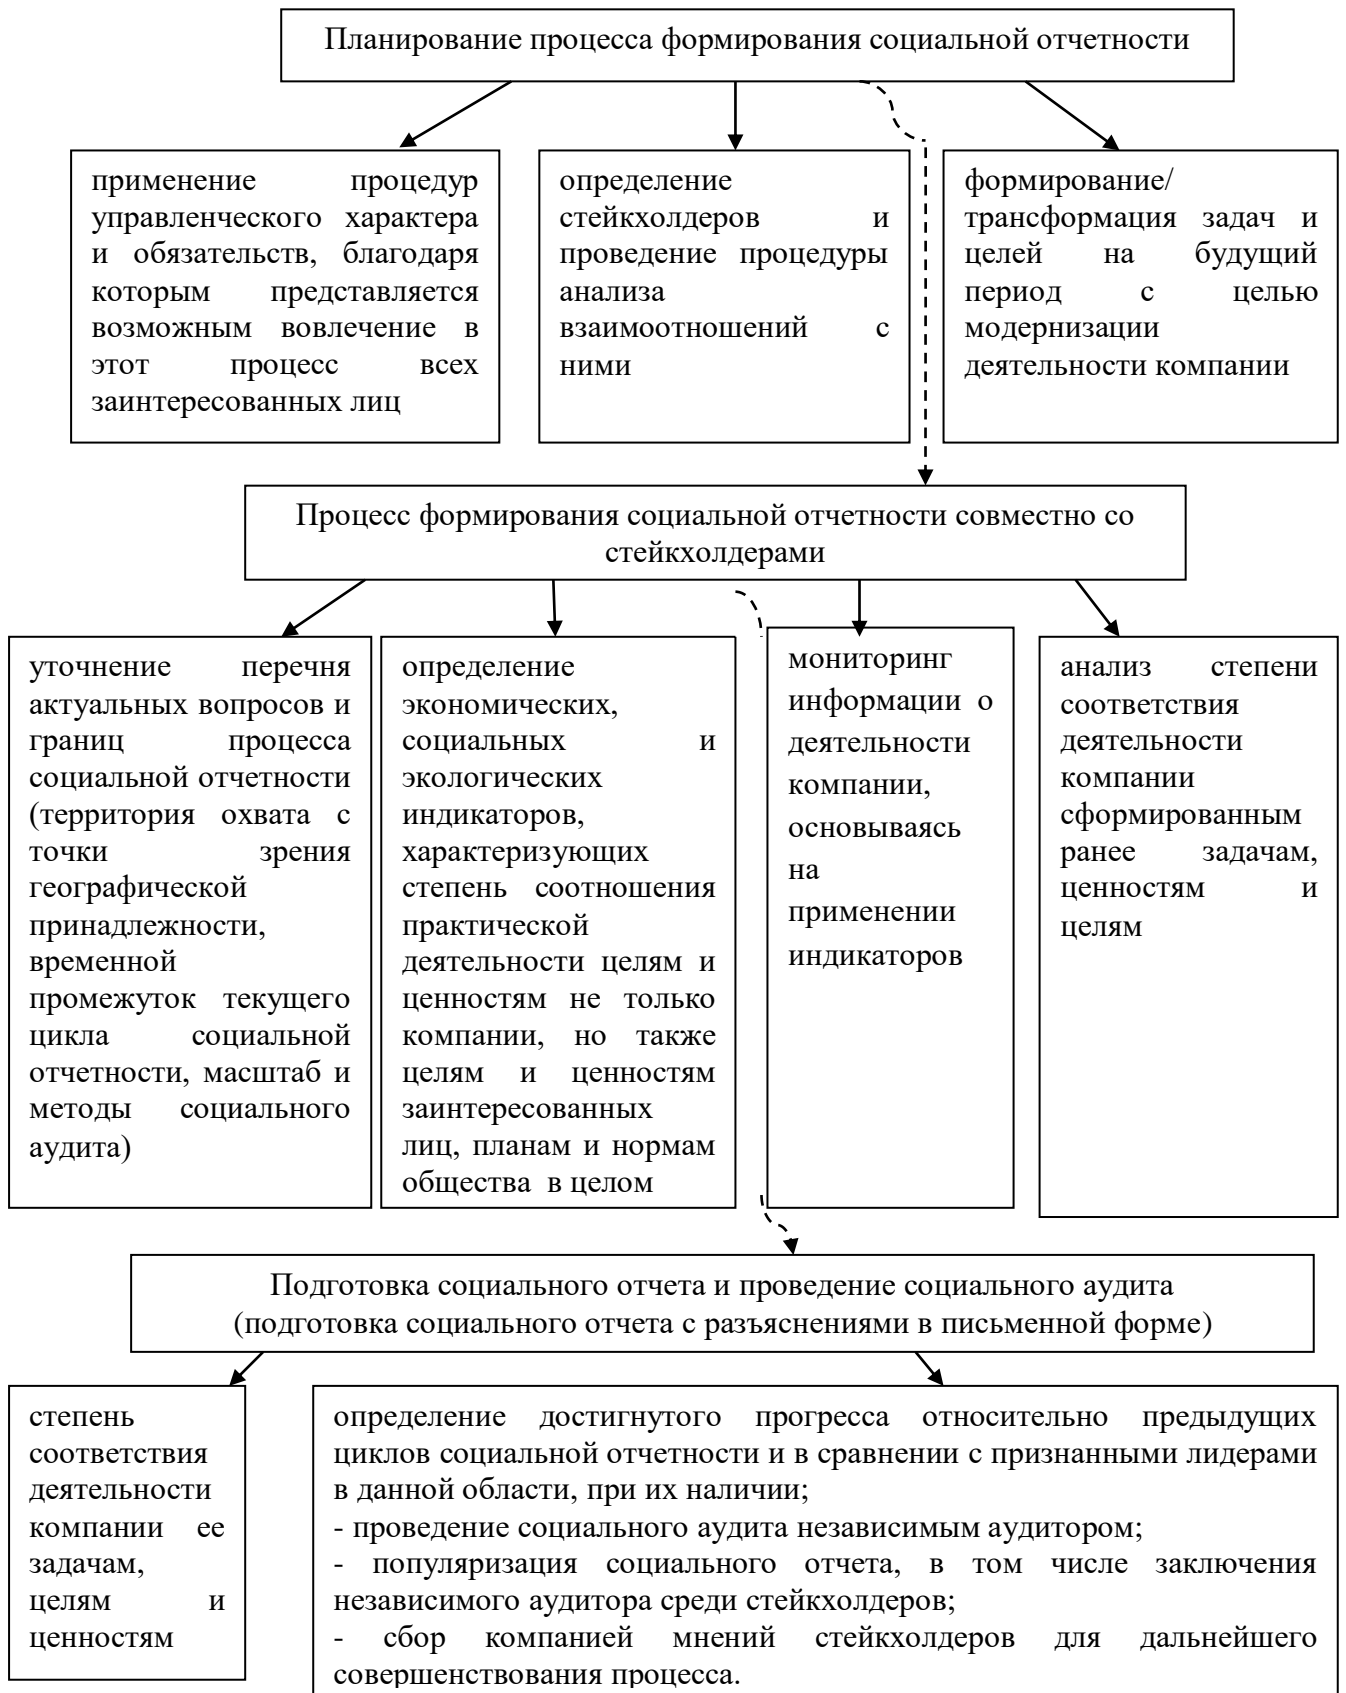 Планирование процесса формирования социальной отчетности
применение процедур
управленческого характера
и обязательств, благодаря
которым представляется
возможным вовлечение в
этот процесс всех
заинтересованных лиц
определение
стейкхолдеров и
проведение процедуры
анализа
взаимоотношений с
ними
формирование/
трансформация задач и
целей на будущий
период с целью
модернизации
деятельности компании
Процесс формирования социальной отчетности совместно со
стейкхолдерами
уточнение перечня
актуальных вопросов и
границ процесса
социальной отчетности
(территория охвата с
точки зрения
географической
принадлежности,
временной
промежуток текущего
цикла социальной
отчетности, масштаб и
методы социального
аудита)
определение
экономических,
социальных и
экологических
индикаторов,
характеризующих
степень соотношения
практической
деятельности целям и
ценностям не только
компании, но также
целям и ценностям
заинтересованных
лиц, планам и нормам
общества в целом
мониторинг
информации о
деятельности
компании,
основываясь
на
применении
индикаторов
анализ степени
соответствия
деятельности
компании
сформированным
ранее задачам,
ценностям и
целям
Подготовка социального отчета и проведение социального аудита
(подготовка социального отчета с разъяснениями в письменной форме)
степень
соответствия
деятельности
компании ее
задачам,
целям и
ценностям
определение достигнутого прогресса относительно предыдущих
циклов социальной отчетности и в сравнении с признанными лидерами
в данной области, при их наличии;
- проведение социального аудита независимым аудитором;
- популяризация социального отчета, в том числе заключения
независимого аудитора среди стейкхолдеров;
- сбор компанией мнений стейкхолдеров для дальнейшего
совершенствования процесса.